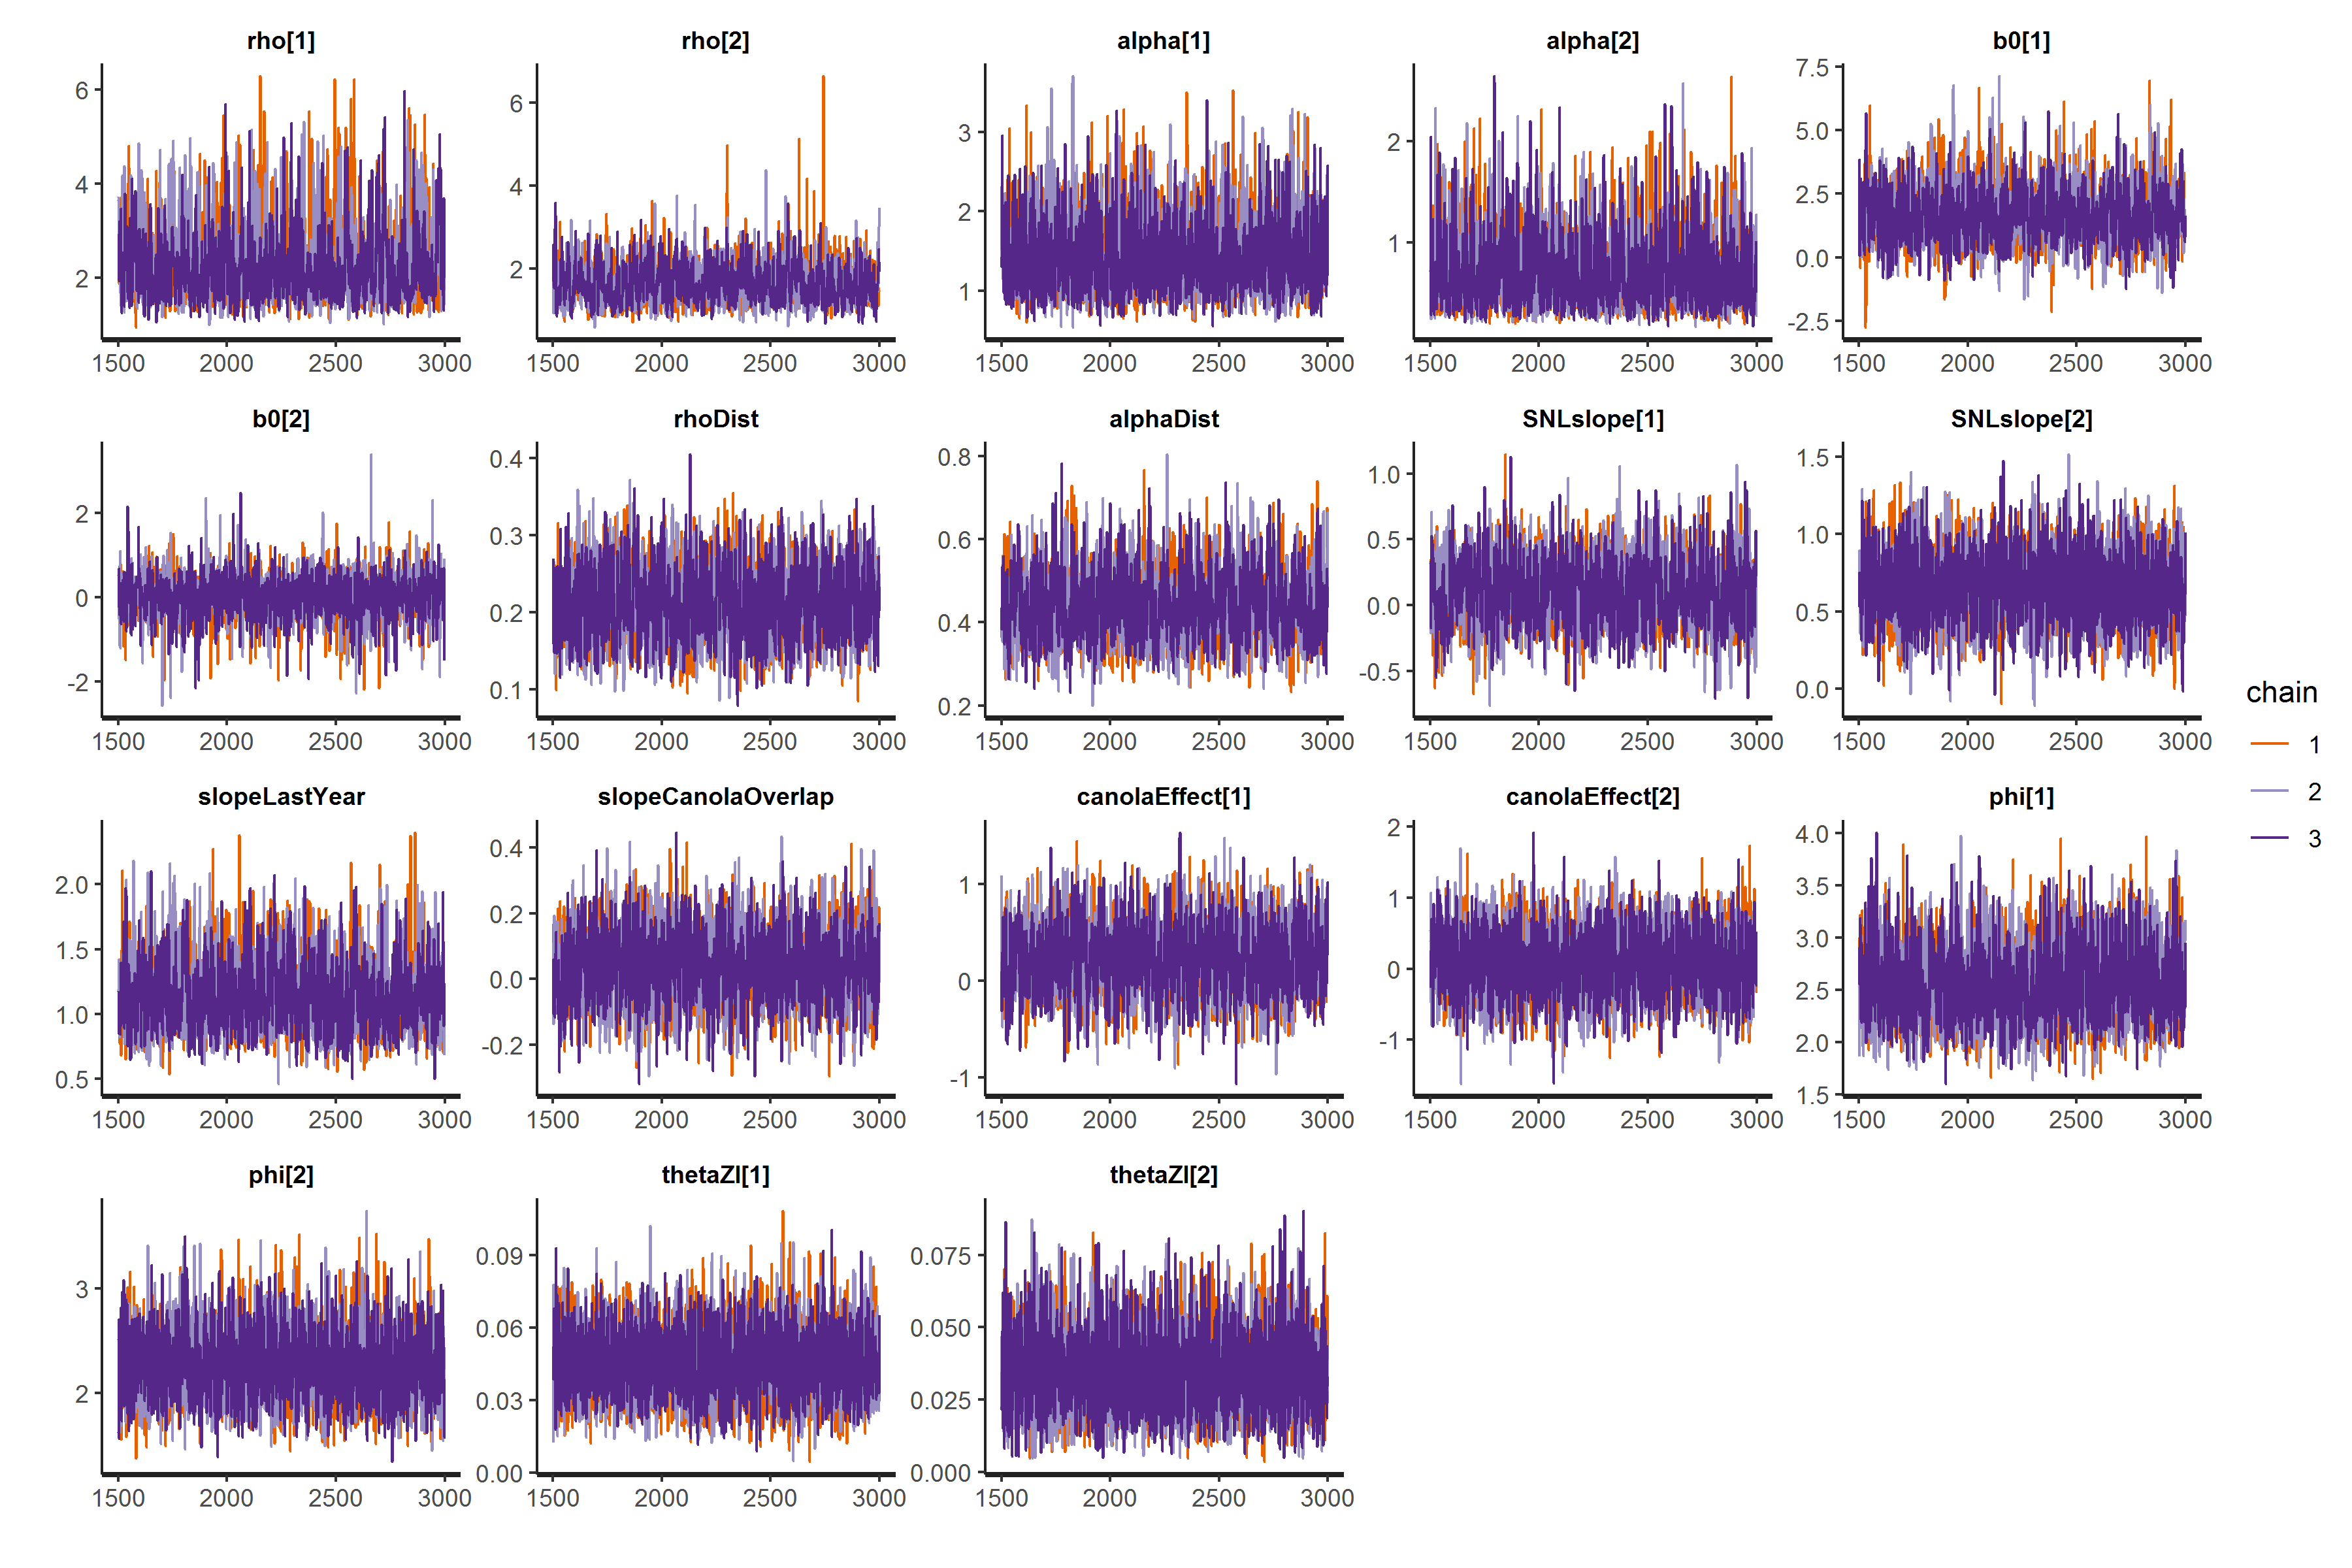 rho[1] rho[2] alpha[1] alpha[2] b0[1]
6 4 2
6 4 2
3 2 1
2 1
7.5 5.0 2.5 0.0 -2.5
1500 2000 2500 3000 1500 2000 2500 3000 1500 2000 2500 3000 1500 2000 2500 3000 1500 2000 2500 3000
b0[2] rhoDist alphaDist SNLslope[1] SNLslope[2]
2 0 -2
0.4 0.3 0.2 0.1
0.8 0.6 0.4 0.2
1.0 0.5 0.0 -0.5
1.5 1.0 0.5 0.0
1500 2000 2500 3000 1500 2000 2500 3000 1500 2000 2500 3000 1500 2000 2500 3000 1500 2000 2500 3000
slopeLastYear slopeCanolaOverlap canolaEffect[1] canolaEffect[2] phi[1]
2.0 1.5 1.0 0.5
0.4 0.2 0.0 -0.2
1 0 -1
2 1 0 -1
4.0 3.5 3.0 2.5 2.0 1.5
1500 2000 2500 3000 1500 2000 2500 3000 1500 2000 2500 3000 1500 2000 2500 3000 1500 2000 2500 3000
phi[2] thetaZI[1] thetaZI[2]
3 2
0.09 0.06 0.03 0.00
0.075 0.050 0.025 0.000
1500 2000 2500 3000 1500 2000 2500 3000 1500 2000 2500 3000
chain
1
2
3